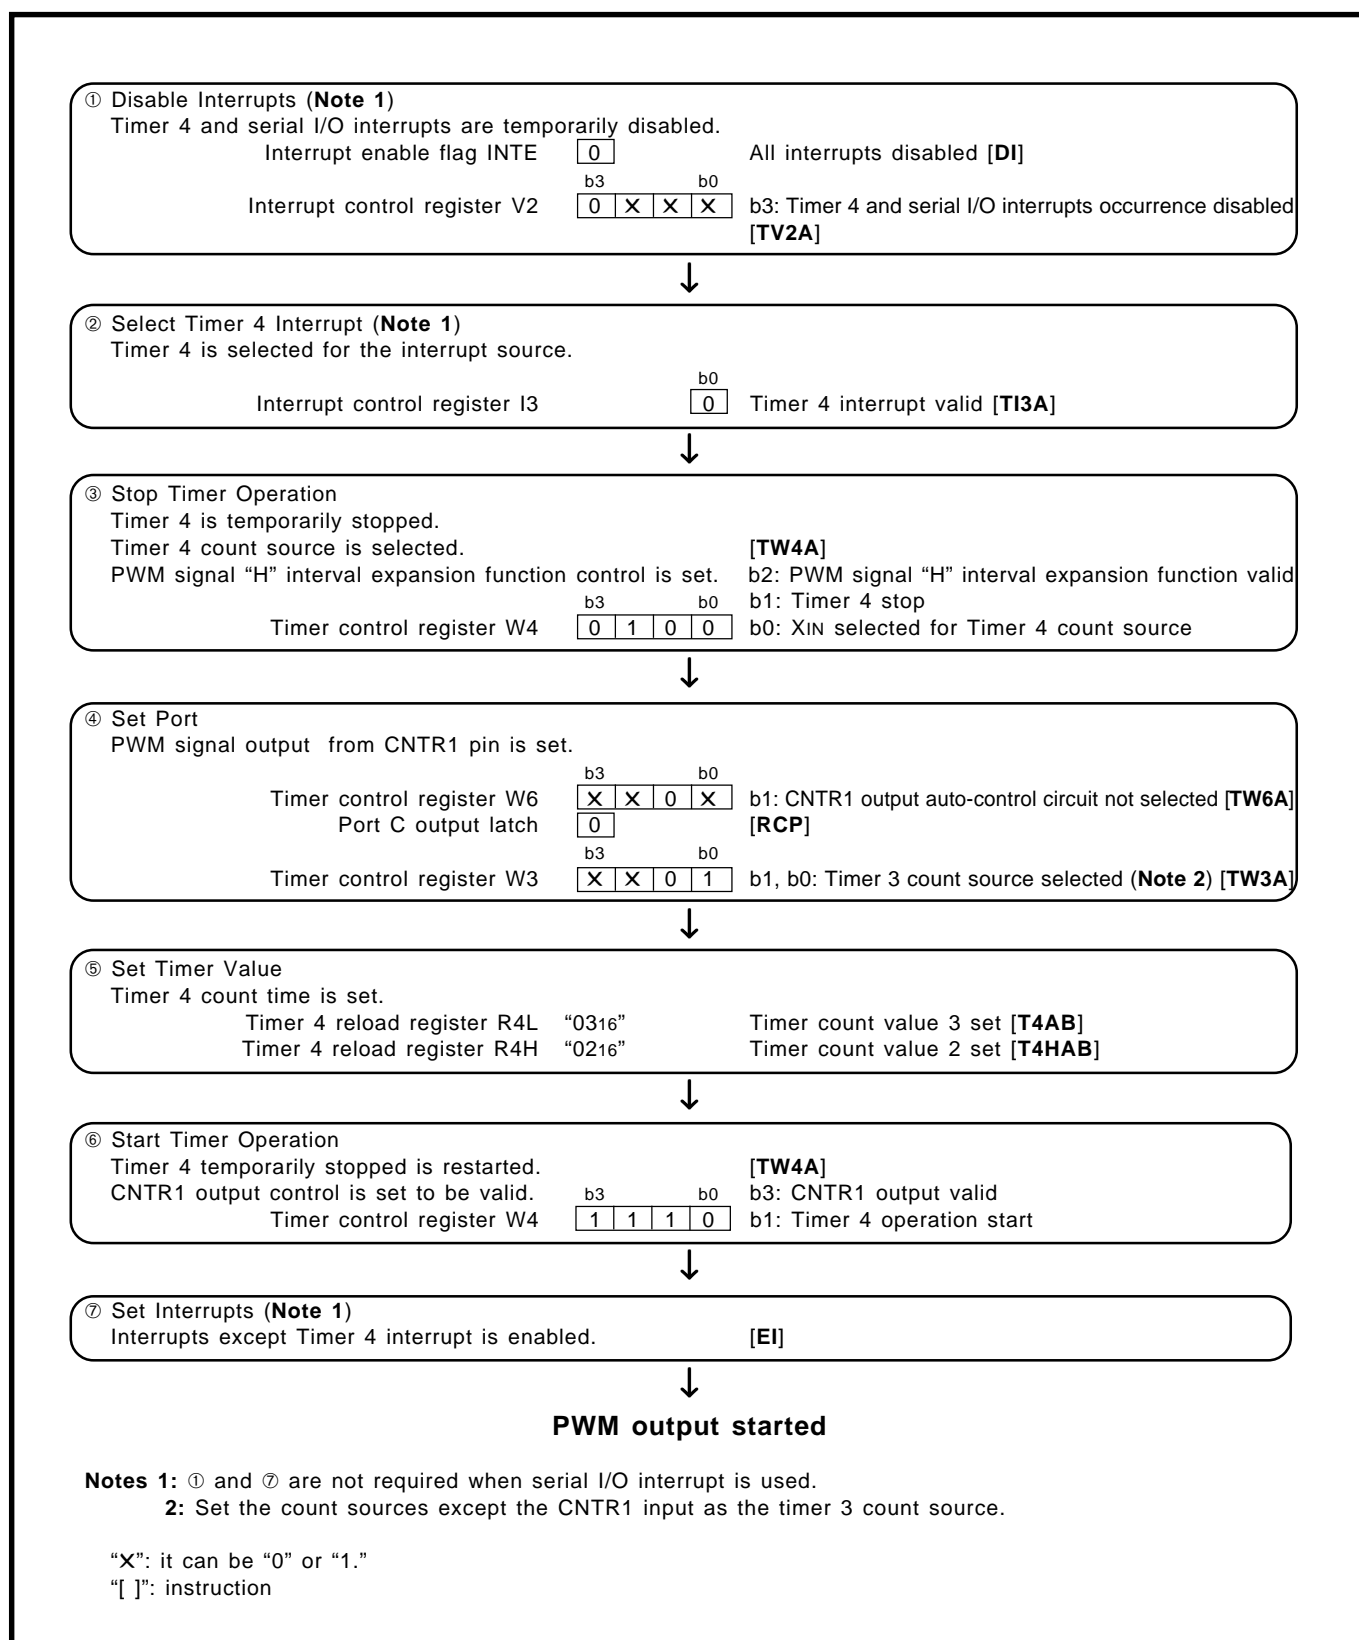 ① Disable Interrupts (Note 1)
Timer 4 and serial I/O interrupts are temporarily disabled.
Interrupt enable flag INTE 0 All interrupts disabled [DI]
b3 b0
Interrupt control register V2 0 X X X b3: Timer 4 and serial I/O interrupts occurrence disabled
[TV2A]
↓
② Select Timer 4 Interrupt (Note 1)
Timer 4 is selected for the interrupt source.
b0
Interrupt control register I3 0 Timer 4 interrupt valid [TI3A]
↓
③ Stop Timer Operation
Timer 4 is temporarily stopped.
Timer 4 count source is selected. [TW4A]
PWM signal “H” interval expansion function control is set. b2: PWM signal “H” interval expansion function valid
b3 b0 b1: Timer 4 stop
Timer control register W4 0 1 0 0 b0: XIN selected for Timer 4 count source
↓
④ Set Port
PWM signal output from CNTR1 pin is set.
b3 b0
Timer control register W6 X X 0 X b1: CNTR1 output auto-control circuit not selected [TW6A]
Port C output latch 0 [RCP]
b3 b0
Timer control register W3 X X 0 1 b1, b0: Timer 3 count source selected (Note 2) [TW3A]
↓
⑤ Set Timer Value
Timer 4 count time is set.
Timer 4 reload register R4L “0316” Timer count value 3 set [T4AB]
Timer 4 reload register R4H “0216” Timer count value 2 set [T4HAB]
↓
⑥ Start Timer Operation
Timer 4 temporarily stopped is restarted. [TW4A]
CNTR1 output control is set to be valid. b3 b0 b3: CNTR1 output valid
Timer control register W4 1 1 1 0 b1: Timer 4 operation start
↓
⑦ Set Interrupts (Note 1)
Interrupts except Timer 4 interrupt is enabled. [EI]
↓
PWM output started
Notes 1: ① and ⑦ are not required when serial I/O interrupt is used.
2: Set the count sources except the CNTR1 input as the timer 3 count source.
“X”: it can be “0” or “1.”
“[ ]”: instruction